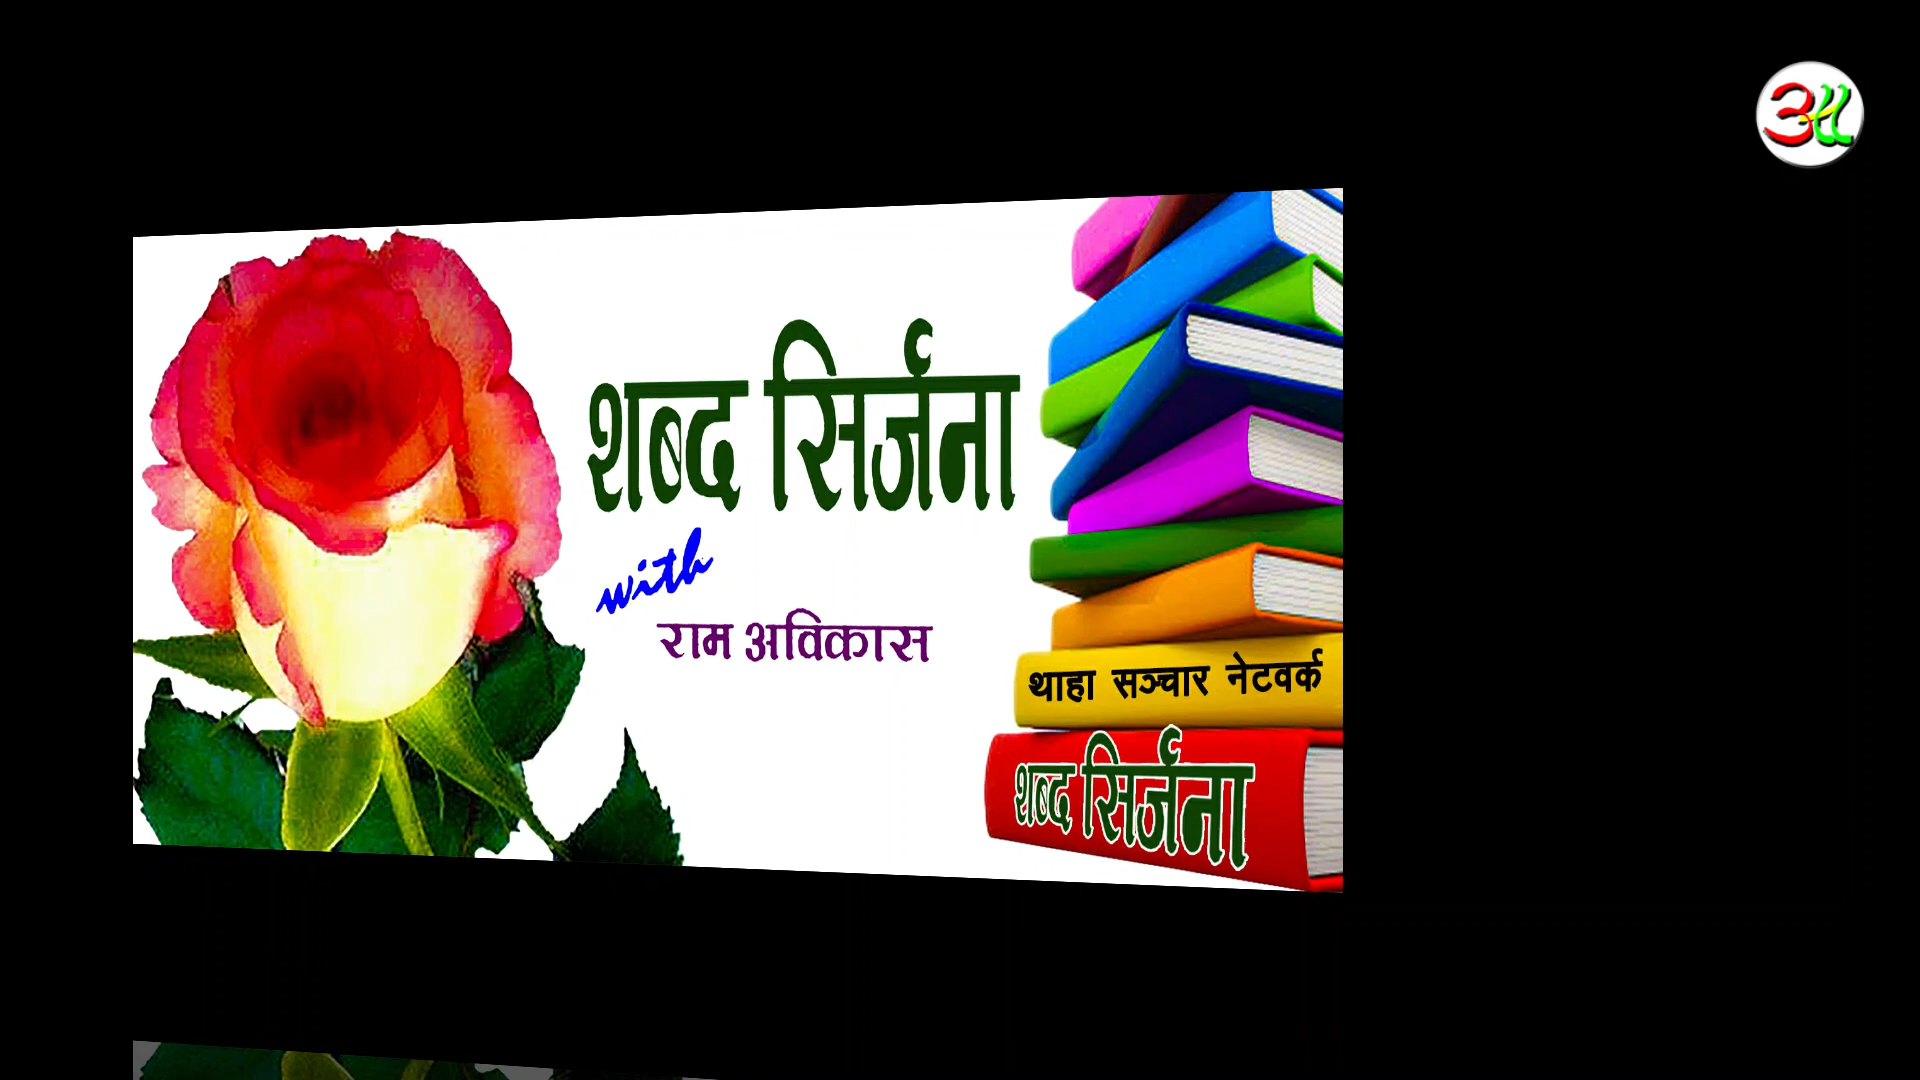 शब्द सिर्जना
with
राम अविकास
थाहा सञ्चार नेटवर्क
शब्द सिर्जना